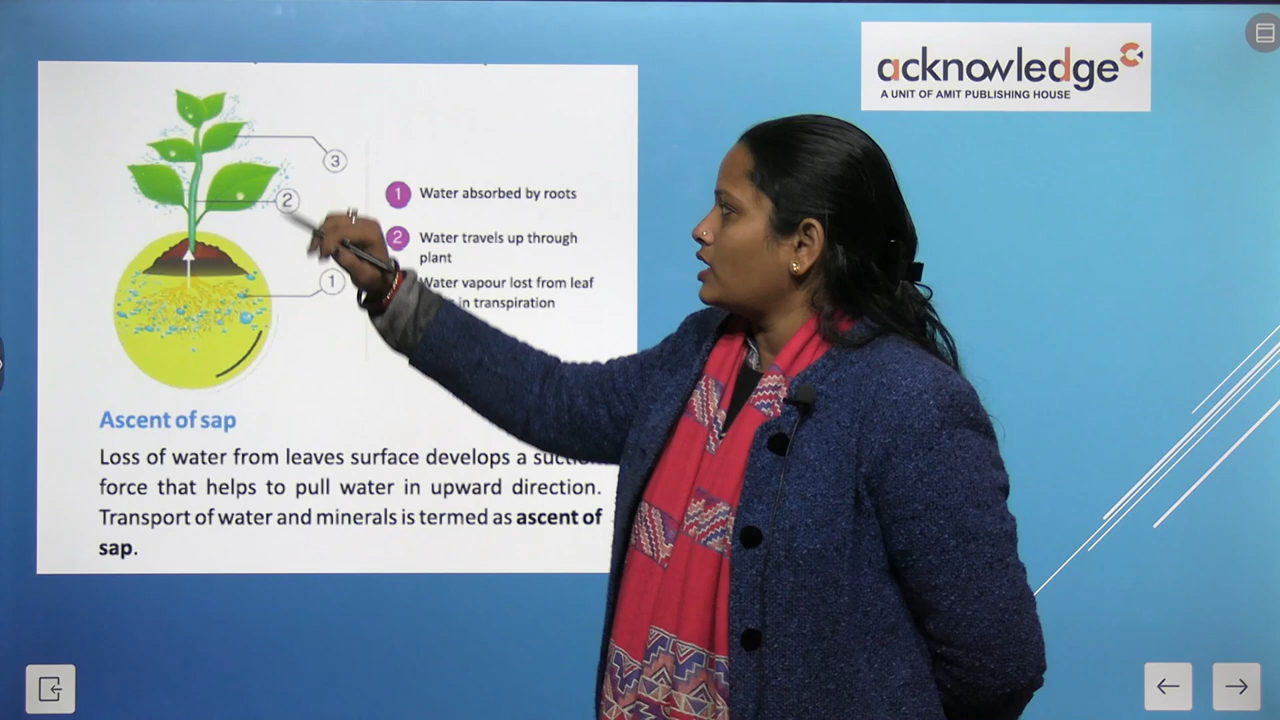 acknowledge
A UNIT OF AMIT PUBLISHING HOUSE
3
2
1
1 Water absorbed by roots
2 Water travels up through
plant
Water vapour lost from leaf
in transpiration
Ascent of sap
Loss of water from leaves surface develops a
force that helps to pull water in upward direction.
Transport of water and minerals is termed as ascent of
sap.